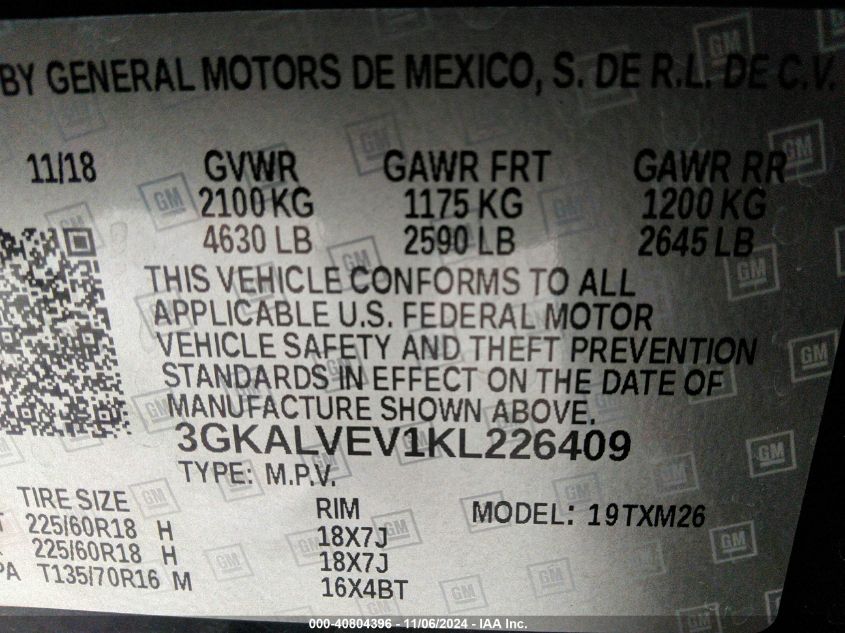 BY GENERAL MOTORS DE MEXICO, S. DE R.L. DE C.V.
11/18 GVWR GAWR FRT GAWR RR
2100 KG 1175 KG 1200 KG
4630 LB 2590 LB 2645 LB
THIS VEHICLE CONFORMS TO ALL
APPLICABLE U.S. FEDERAL MOTOR
VEHICLE SAFETY AND THEFT PREVENTION
STANDARDS IN EFFECT ON THE DATE OF
MANUFACTURE SHOWN ABOVE.
3GKALVEV1KL226409
TYPE: M.P.V.
TIRE SIZE RIM MODEL: 19TXM26
225/60R18 H 18X7J
225/60R18 H 18X7J
PA T135/70R16 M 16X4BT
000-40804396 - 11/06/2024 - IAA Inc.